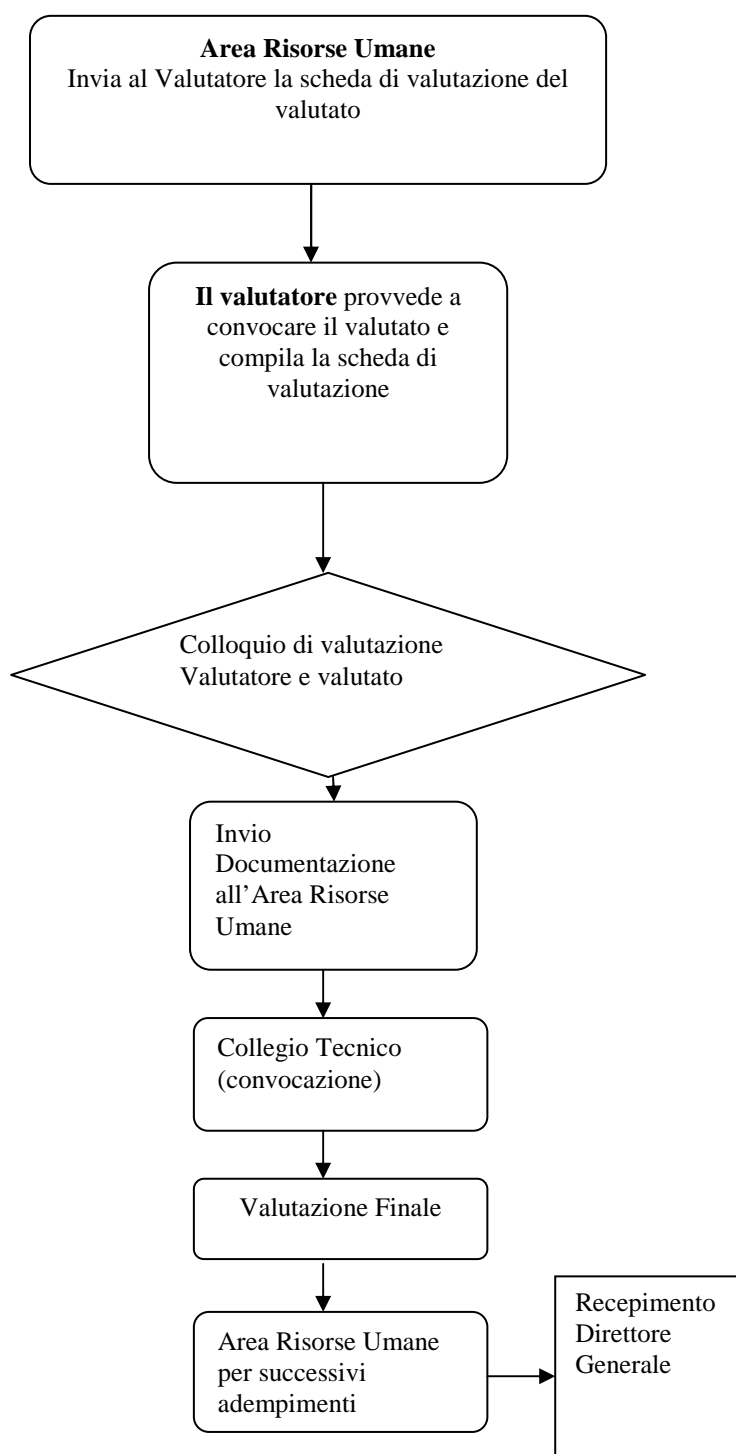 Area Risorse Umane
Invia al Valutatore la scheda di valutazione del
valutato
Il valutatore provvede a
convocare il valutato e
compila la scheda di
valutazione
Colloquio di valutazione
Valutatore e valutato
Invio
Documentazione
all’Area Risorse
Umane
Collegio Tecnico
(convocazione)
Valutazione Finale
Area Risorse Umane
per successivi
adempimenti
Recepimento
Direttore
Generale